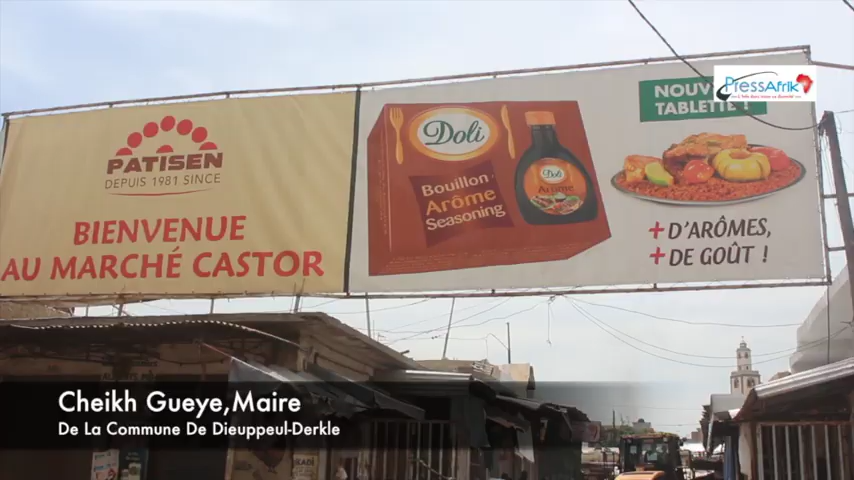 PATISEN
DEPUIS 1981 SINCE
BIENVENUE
AU MARCHÉ CASTOR
Doli
Bouillon
Arôme
Seasoning
Doli
Arôme
PRESSAFRIK
TABLETTE !
+D'ARÔMES,
+DE GOÛT !
Cheikh Gueye,Maire
De La Commune De Dieuppeul-Derkle